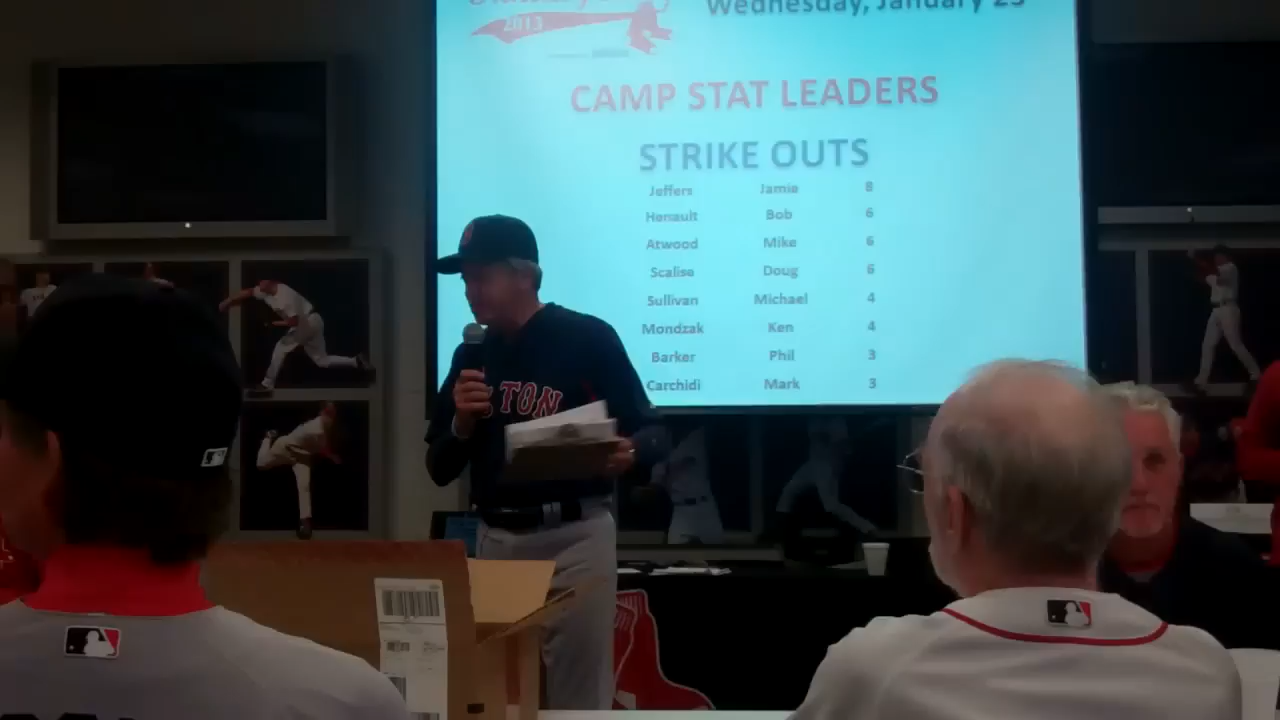 2013
Wednesday, January 23
CAMP STAT LEADERS
STRIKE OUTS
Jeffers Jamie 8
Henault Bob 6
Atwood Mike 6
Scalise Doug 6
Sullivan Michael 4
Mondzak Ken 4
Barker Phil 3
Carchidi Mark 3
TON